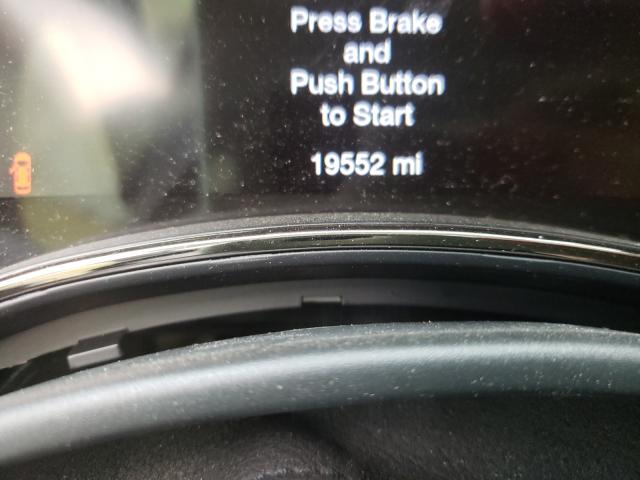 Press Brake
and
Push Button
to Start
19552 mi